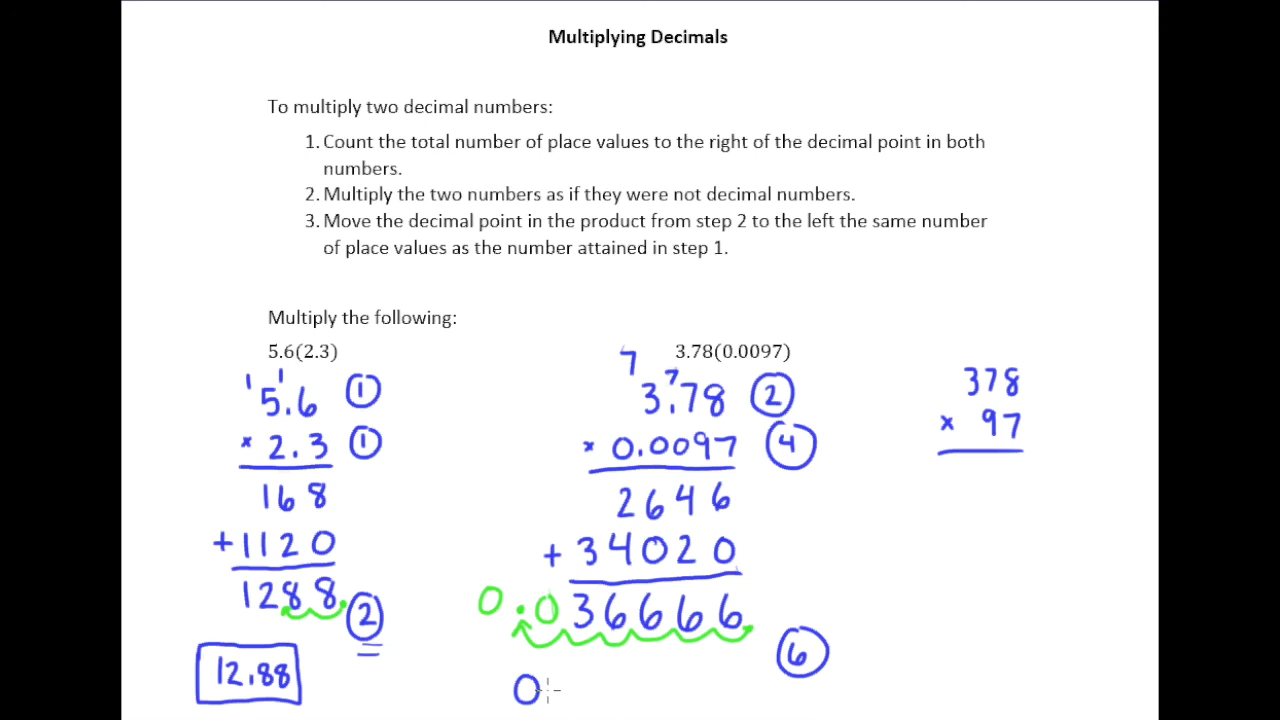 Multiplying Decimals
To multiply two decimal numbers:
1. Count the total number of place values to the right of the decimal point in both
numbers.
2. Multiply the two numbers as if they were not decimal numbers.
3. Move the decimal point in the product from step 2 to the left the same number
of place values as the number attained in step 1.
Multiply the following:
5.6(2.3)
1 1
5.6 1
× 2.3 1
168
+1120
1288. 2
12.88
3.78(0.0097)
7 7
3.78 2
× 0.0097 4
2646
+ 34020
0.036666 6
0
378
× 97